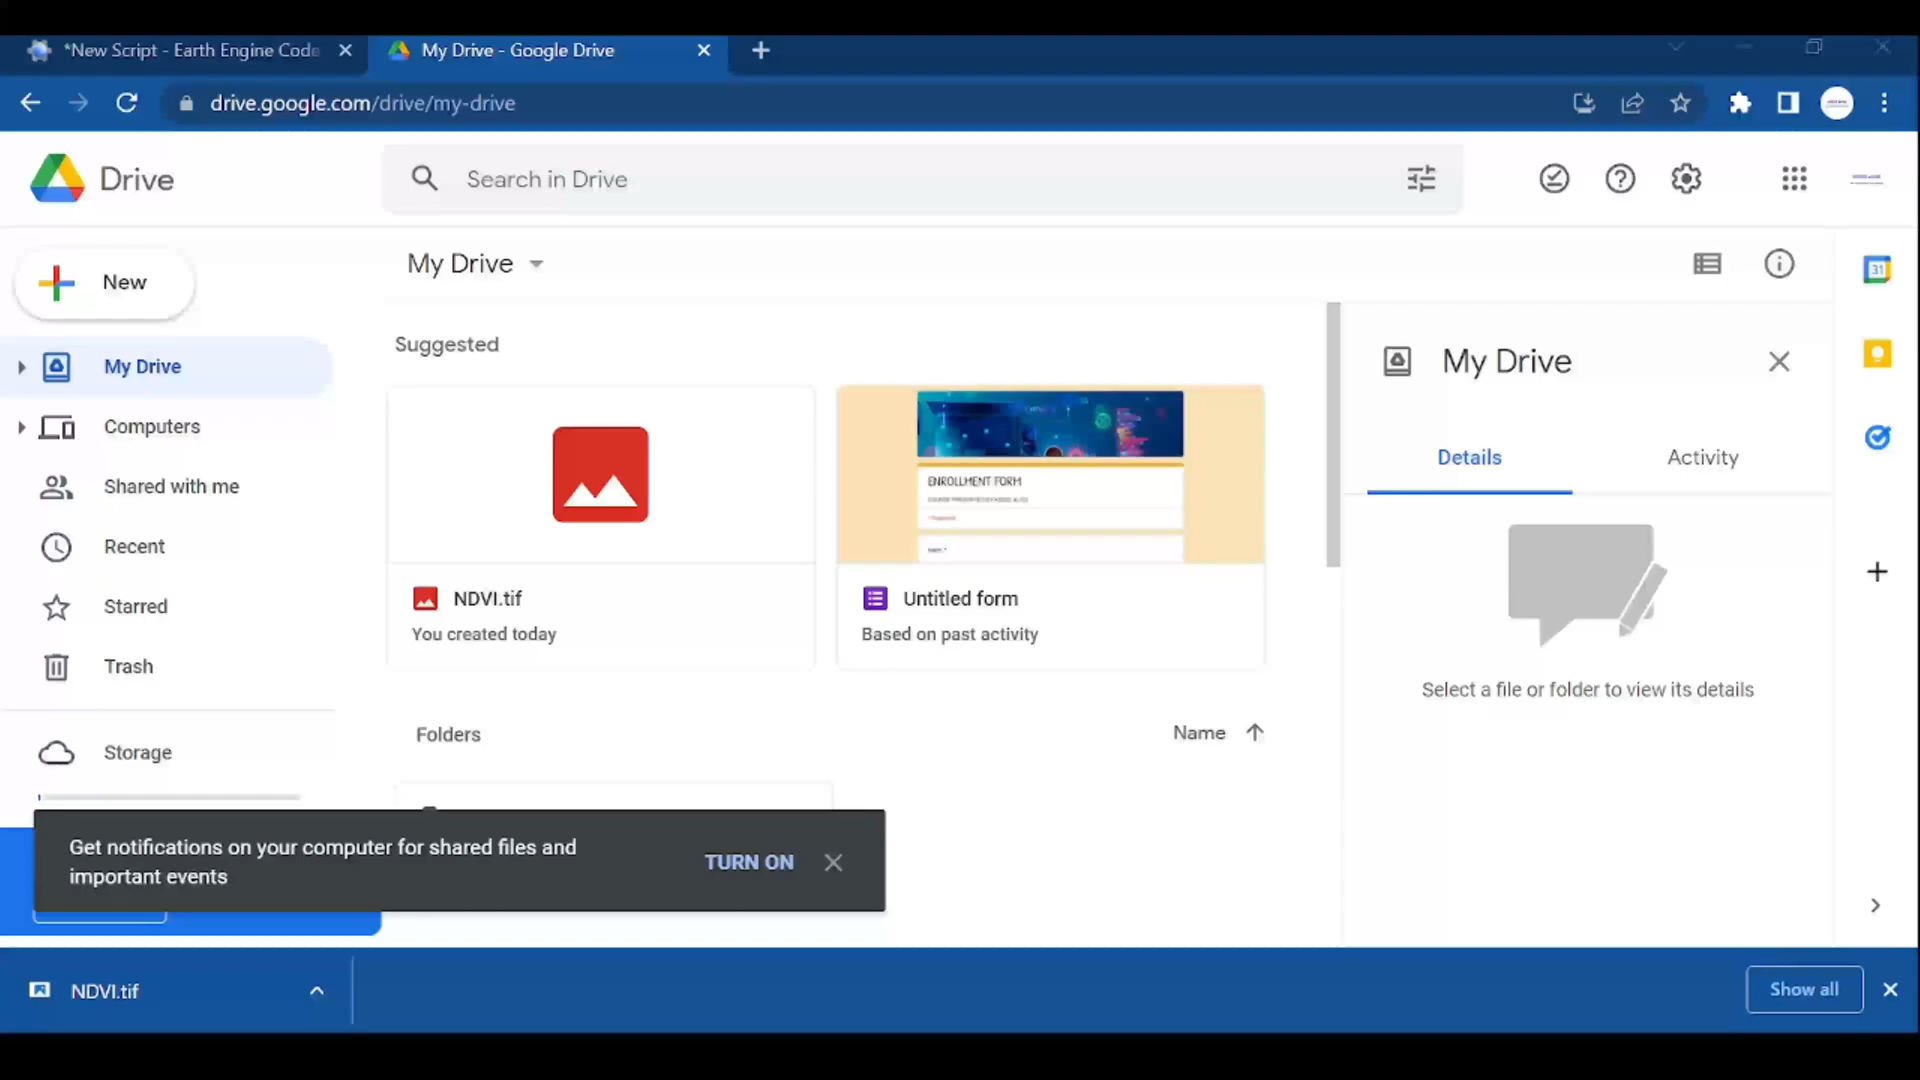 *New Script - Earth Engine Code
My Drive - Google Drive
drive.google.com/drive/my-drive
Drive
Search in Drive
New
My Drive
Computers
Shared with me
Recent
Starred
Trash
Storage
My Drive
Suggested
ENROLLMENT FORM
NDVI.tif
You created today
Untitled form
Based on past activity
Folders
Name
My Drive
Details
Activity
Select a file or folder to view its details
31
Get notifications on your computer for shared files and
important events
TURN ON
NDVI.tif
Show all